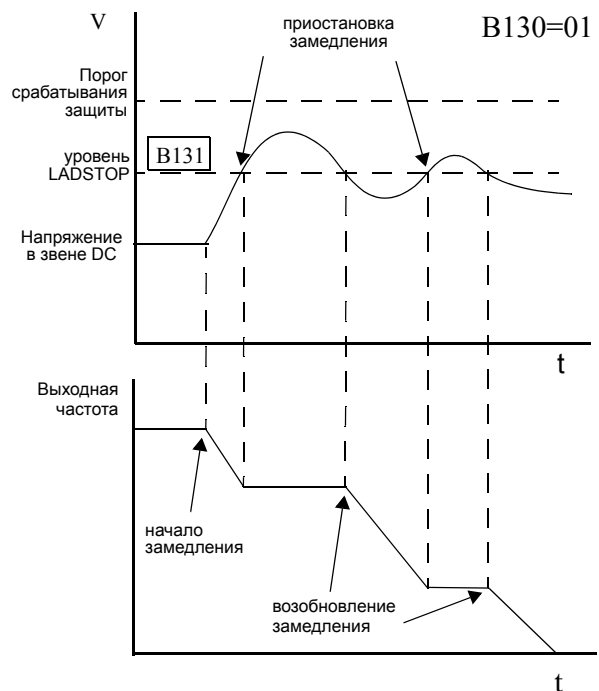 V
приостановка
замедления
B130=01
Порог
срабатывания
защиты
уровень
LADSTOP
B131
Напряжение
в звене DC
t
Выходная
частота
начало
замедления
возобновление
замедления
t